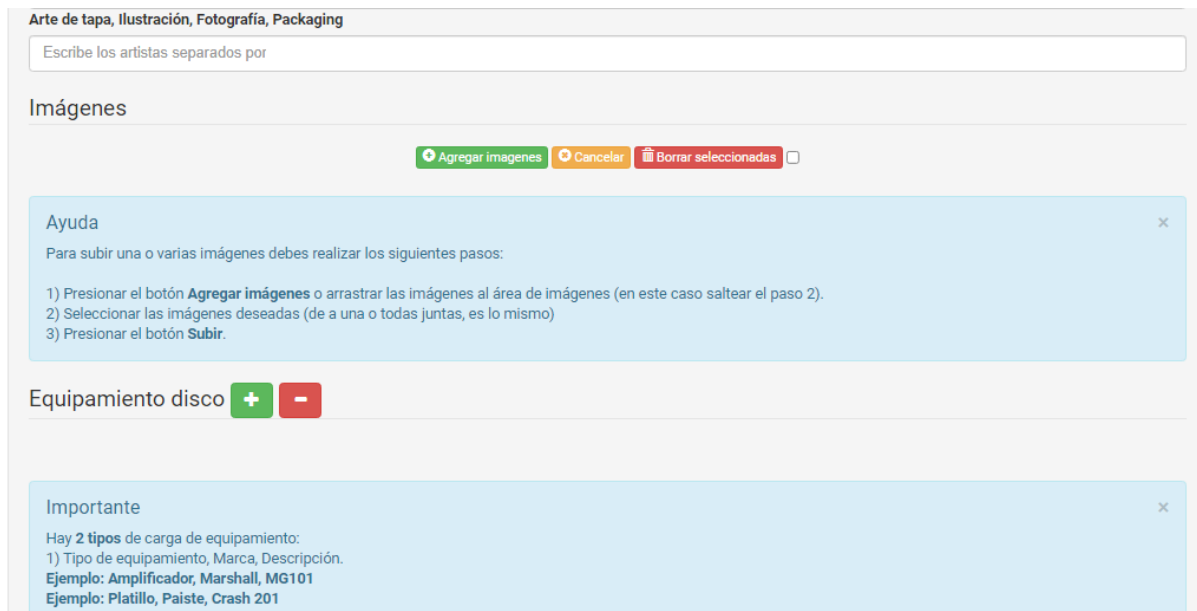 Arte de tapa, Ilustración, Fotografía, Packaging
Escribe los artistas separados por
Imágenes
Agregar imagenes Cancelar Borrar seleccionadas
Ayuda ×
Para subir una o varias imágenes debes realizar los siguientes pasos:
1) Presionar el botón Agregar imágenes o arrastrar las imágenes al área de imágenes (en este caso saltear el paso 2).
2) Seleccionar las imágenes deseadas (de a una o todas juntas, es lo mismo)
3) Presionar el botón Subir.
Equipamiento disco + -
Importante ×
Hay 2 tipos de carga de equipamiento:
1) Tipo de equipamiento, Marca, Descripción.
Ejemplo: Amplificador, Marshall, MG101
Ejemplo: Platillo, Paiste, Crash 201